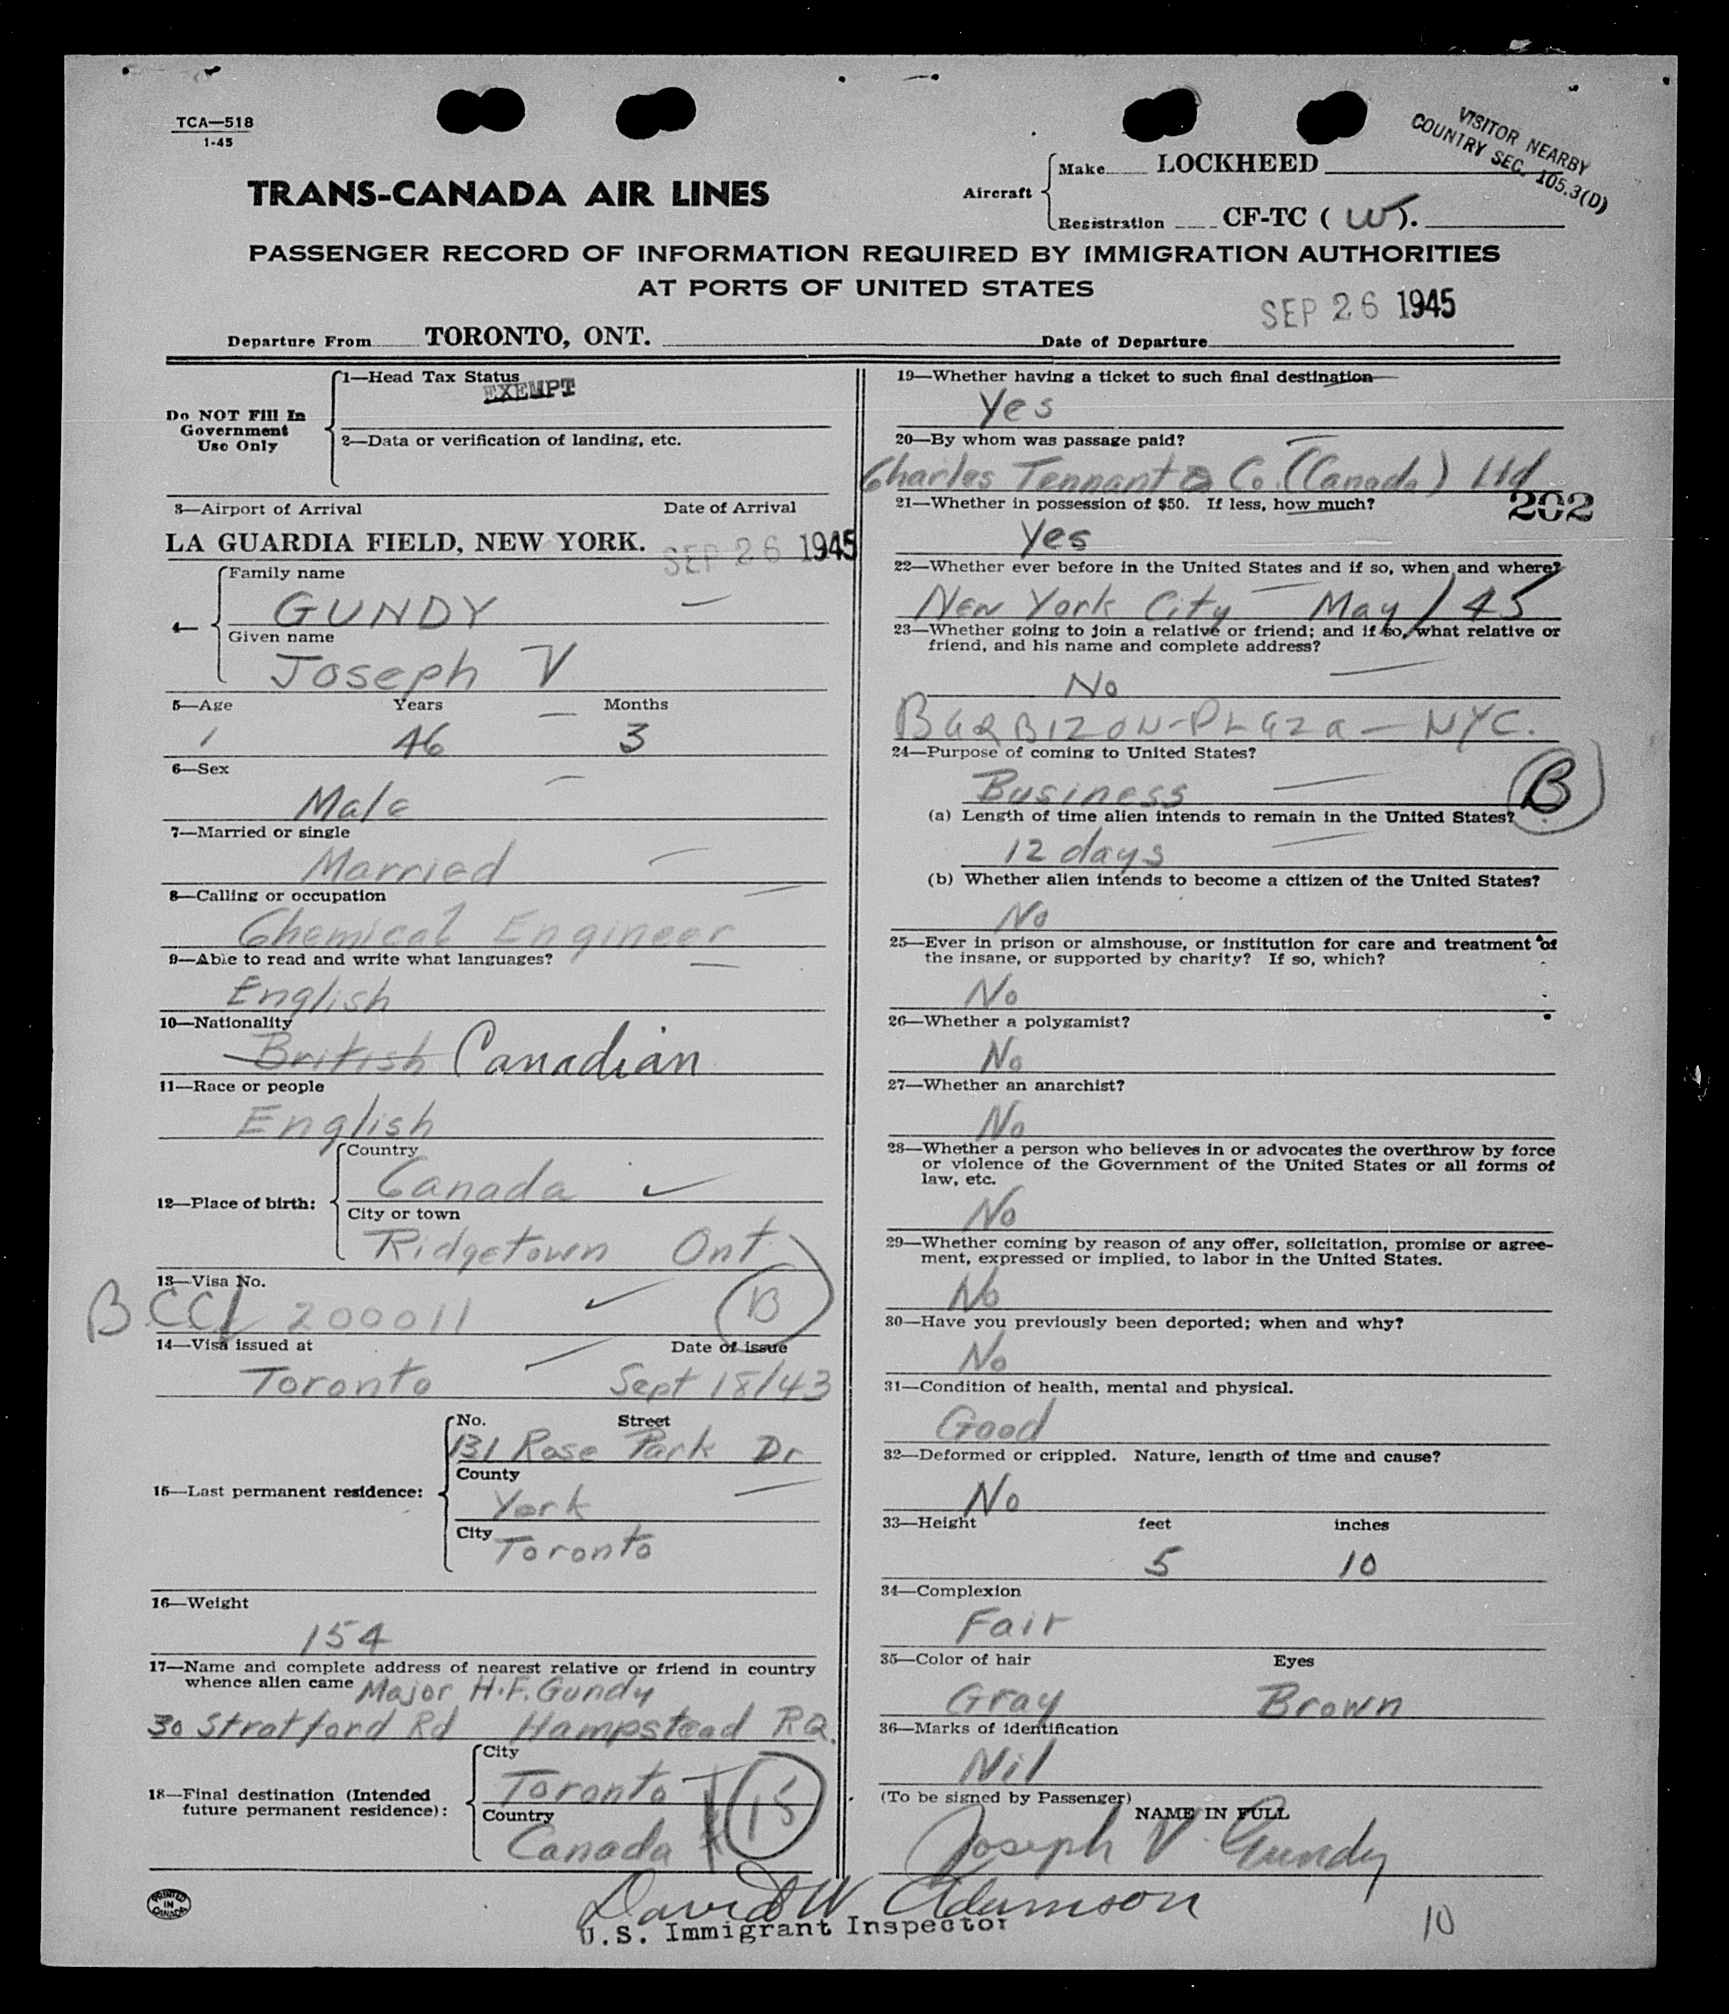 TCA—518
1-45
VISITOR NEARBY
COUNTRY SEC. 105.3(D)
Aircraft
Make LOCKHEED
Registration CF-TC ( W ).
TRANS-CANADA AIR LINES
PASSENGER RECORD OF INFORMATION REQUIRED BY IMMIGRATION AUTHORITIES
AT PORTS OF UNITED STATES
SEP 26 1945
Departure From TORONTO, ONT. Date of Departure
Do NOT Fill In
Government
Use Only
1—Head Tax Status
EXEMPT
2—Data or verification of landing, etc.
3—Airport of Arrival Date of Arrival
LA GUARDIA FIELD, NEW YORK. SEP 26 1945
4—
Family name
GUNDY
Given name
Joseph V
5—Age Years Months
46 3
6—Sex
Male
7—Married or single
Married
8—Calling or occupation
Chemical Engineer
9—Able to read and write what languages?
English
10—Nationality
British Canadian
11—Race or people
English
12—Place of birth:
Country
Canada
City or town
Ridgetown Ont
13—Visa No.
B.CC 200011 B
14—Visa issued at Date of issue
Toronto Sept 18/43
15—Last permanent residence:
No. Street
131 Rose Park Dr
County
York
City
Toronto
16—Weight
154
17—Name and complete address of nearest relative or friend in country
whence alien came Major H.F. Gundy
30 Stratford Rd Hampstead P.Q.
18—Final destination (Intended
future permanent residence):
City
Toronto
Country
Canada
15
PRINTED
IN
CANADA
19—Whether having a ticket to such final destination
Yes
20—By whom was passage paid?
Charles Tennant & Co. (Canada) Ltd
21—Whether in possession of $50. If less, how much?
202
Yes
22—Whether ever before in the United States and if so, when and where?
New York City May / 45
23—Whether going to join a relative or friend; and if so, what relative or
friend, and his name and complete address?
No
BARBIZON-PLAZA — NYC.
24—Purpose of coming to United States?
Business B
(a) Length of time alien intends to remain in the United States?
12 days
(b) Whether alien intends to become a citizen of the United States?
No
25—Ever in prison or almshouse, or institution for care and treatment of
the insane, or supported by charity? If so, which?
No
26—Whether a polygamist?
No
27—Whether an anarchist?
No
28—Whether a person who believes in or advocates the overthrow by force
or violence of the Government of the United States or all forms of
law, etc.
No
29—Whether coming by reason of any offer, solicitation, promise or agree-
ment, expressed or implied, to labor in the United States.
No
30—Have you previously been deported; when and why?
No
31—Condition of health, mental and physical.
Good
32—Deformed or crippled. Nature, length of time and cause?
No
33—Height feet inches
5 10
34—Complexion
Fair
35—Color of hair Eyes
Gray Brown
36—Marks of identification
Nil
(To be signed by Passenger)
NAME IN FULL
Joseph V. Gundy
David W Adamson
U.S. Immigrant Inspector
10